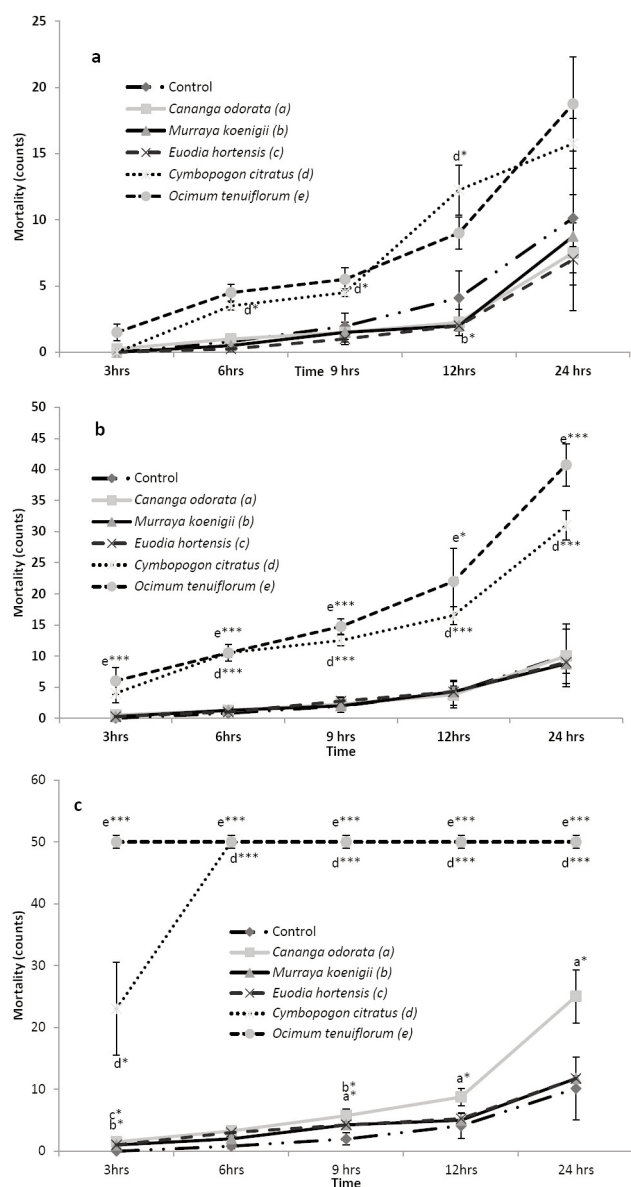 25
a
20
Control
Cananga odorata (a)
Murraya koenigii (b)
Euodia hortensis (c)
Cymbopogon citratus (d)
Ocimum tenuiflorum (e)
15
10
5
0
Mortality (counts)
d*
d*
d*
b*
3hrs 6hrs Time 9 hrs 12hrs 24 hrs
50
b
45
40
35
30
25
20
15
10
5
0
Control
Cananga odorata (a)
Murraya koenigii (b)
Euodia hortensis (c)
Cymbopogon citratus (d)
Ocimum tenuiflorum (e)
Mortality (counts)
e***
e*
d***
e***
e***
e***
d***
d***
d***
3hrs 6hrs 9 hrs 12hrs 24 hrs
Time
60
c
50
40
30
20
10
0
e*** e*** e*** e*** e***
d*** d*** d*** d***
Control
Cananga odorata (a)
Murraya koenigii (b)
Euodia hortensis (c)
Cymbopogon citratus (d)
Ocimum tenuiflorum (e)
Mortality (counts)
a*
d*
a*
b*
a*
c*
b*
3hrs 6hrs 9 hrs 12hrs 24 hrs
Time